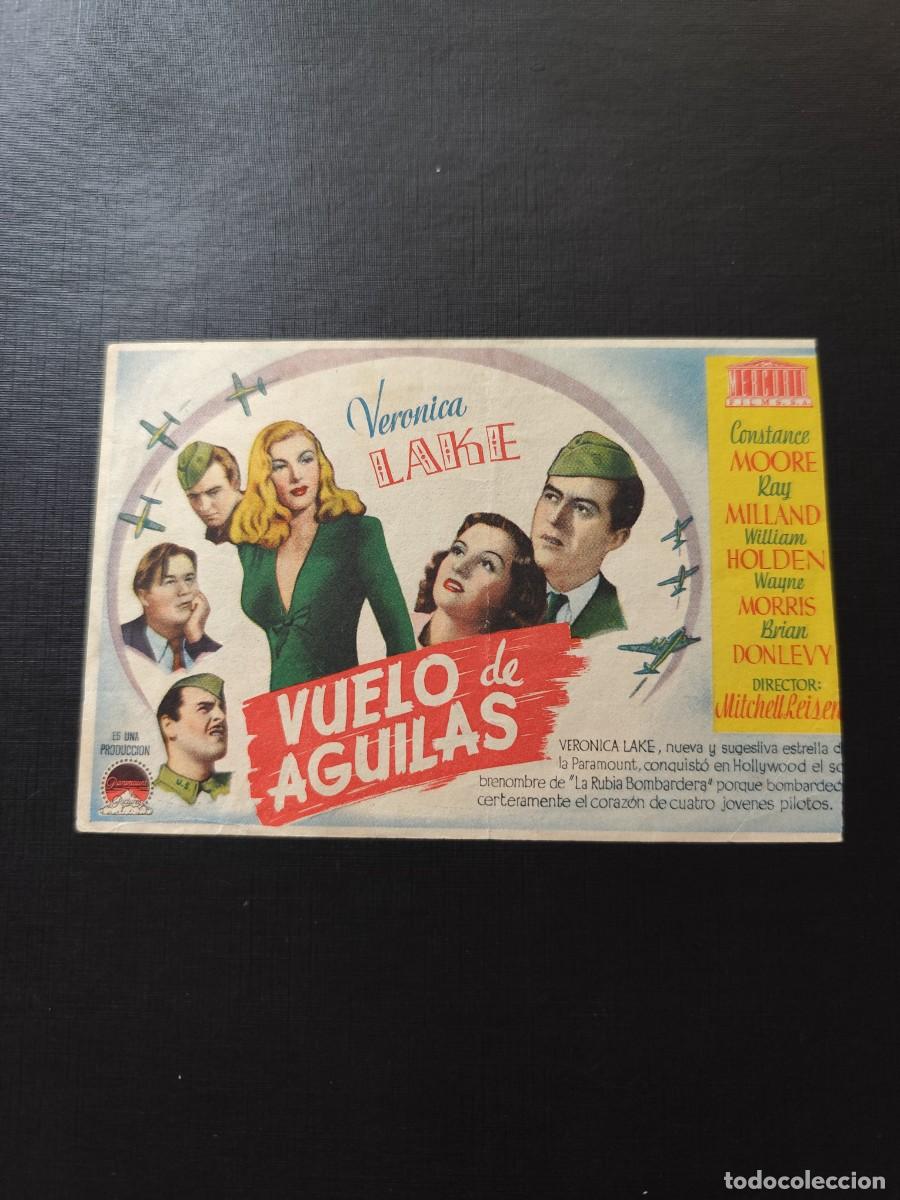 Veronica
LAKE
MERCURIO
FILMS. S.A.
Constance
MOORE
Ray
MILLAND
William
HOLDEN
Wayne
MORRIS
Brian
DONLEVY
DIRECTOR:
Mitchell Leisen
VUELO de
AGUILAS
ES UNA
PRODUCCION
Paramount
Pictures
U.S.
VERONICA LAKE, nueva y sugestiva estrella d
la Paramount, conquistó en Hollywood el so
brenombre de "La Rubia Bombardera" porque bombardeó
certeramente el corazón de cuatro jovenes pilotos.
todocoleccion